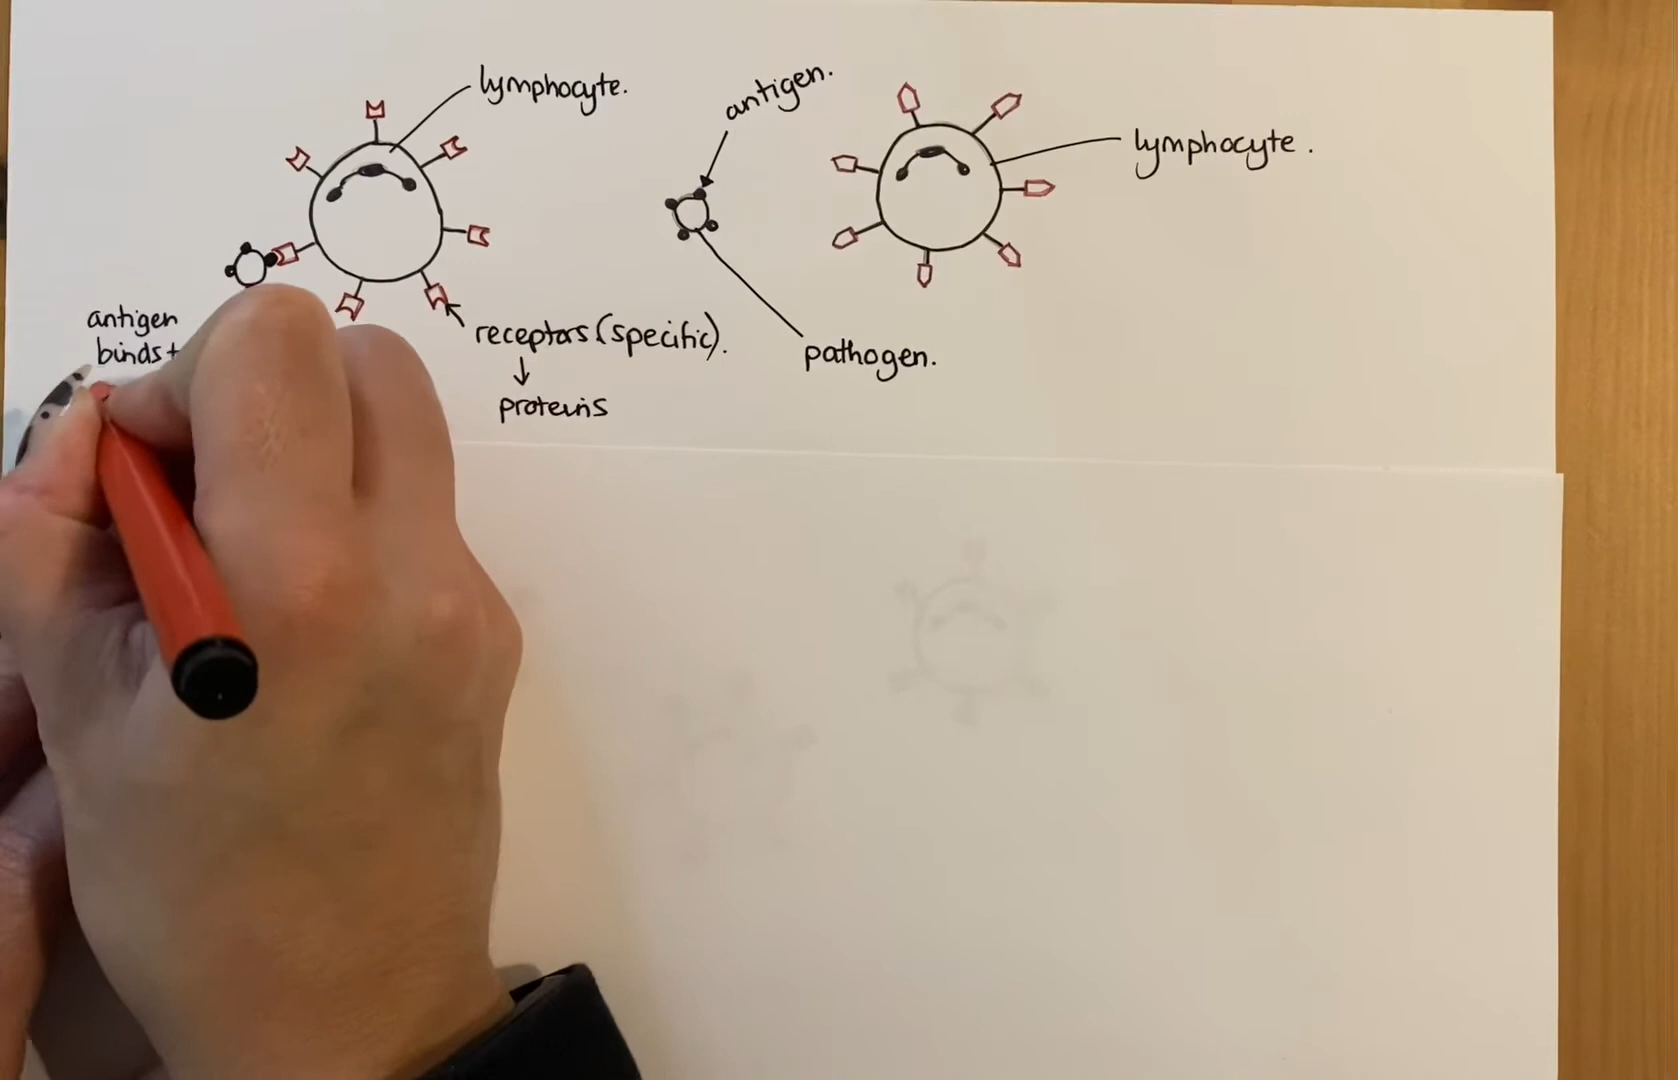 lymphocyte.
antigen.
lymphocyte.
antigen
binds
receptors (specific).
↓
proteins
pathogen.